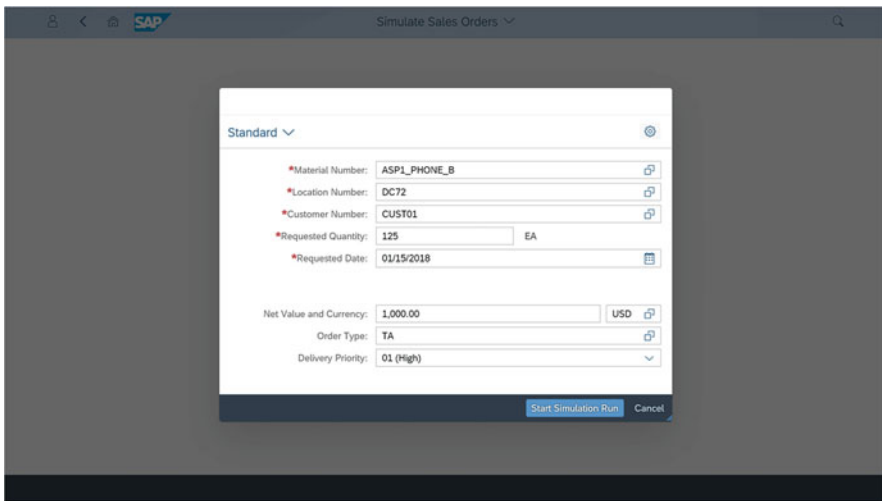 SAP Simulate Sales Orders
Standard
*Material Number: ASP1_PHONE_B
*Location Number: DC72
*Customer Number: CUST01
*Requested Quantity: 125 EA
*Requested Date: 01/15/2018
Net Value and Currency: 1,000.00 USD
Order Type: TA
Delivery Priority: 01 (High)
Start Simulation Run Cancel